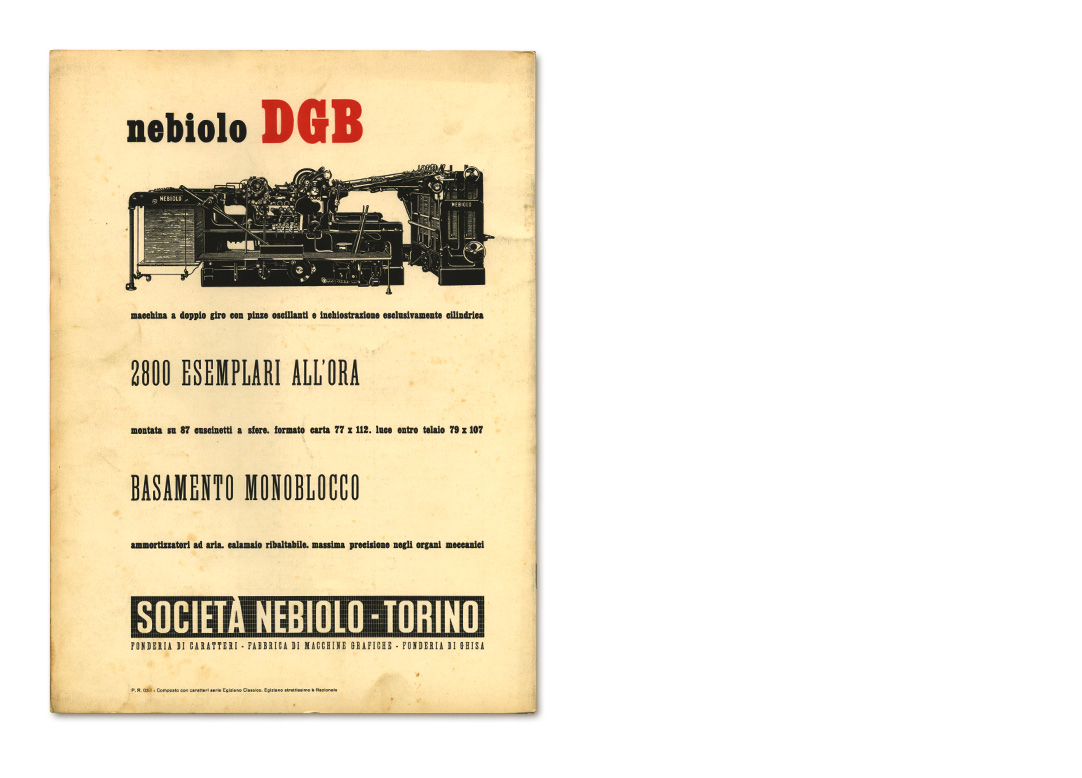 nebiolo DGB
NEBIOLO
NEBIOLO
macchina a doppio giro con pinze oscillanti e inchiostrazione esclusivamente cilindrica
2800 ESEMPLARI ALL'ORA
montata su 87 cuscinetti a sfere. formato carta 77 x 112. luce entro telaio 79 x 107
BASAMENTO MONOBLOCCO
ammortizzatori ad aria. calamaio ribaltabile. massima precisione negli organi meccanici
SOCIETÀ NEBIOLO - TORINO
FONDERIA DI CARATTERI - FABBRICA DI MACCHINE GRAFICHE - FONDERIA DI GHISA
P. R. - Composto con caratteri serie Egiziano Classico, Egiziano strettissimo e Nazionale